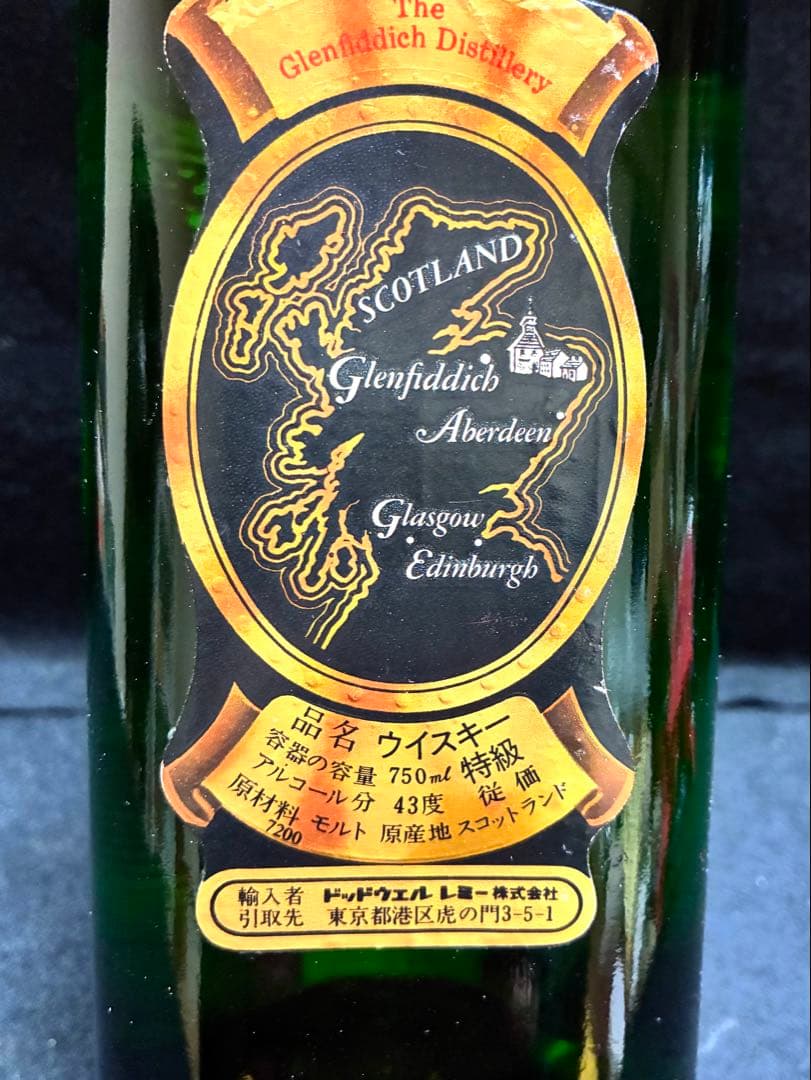 The
Glenfiddich Distillery
SCOTLAND
Glenfiddich
Aberdeen
Glasgow
Edinburgh
品名 ウイスキー
容器の容量 750ml 特級
アルコール分 43度 従価
原材料 モルト 原産地 スコットランド
7200
輸入者 ドッドウエル レミー株式会社
引取先 東京都港区虎の門3-5-1